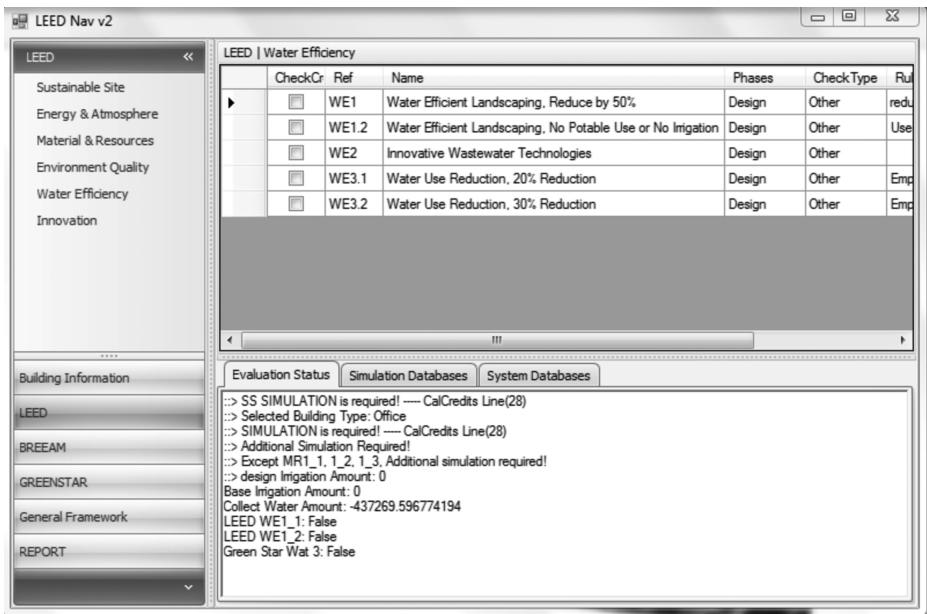 LEED Nav v2
LEED
Sustainable Site
Energy & Atmosphere
Material & Resources
Environment Quality
Water Efficiency
Innovation
Building Information
LEED
BREEAM
GREENSTAR
General Framework
REPORT
LEED | Water Efficiency
CheckCr Ref Name Phases CheckType Rul
WE1 Water Efficient Landscaping, Reduce by 50% Design Other redu
WE1.2 Water Efficient Landscaping, No Potable Use or No Irrigation Design Other Use
WE2 Innovative Wastewater Technologies Design Other
WE3.1 Water Use Reduction, 20% Reduction Design Other Emp
WE3.2 Water Use Reduction, 30% Reduction Design Other Emp
Evaluation Status Simulation Databases System Databases
::> SS SIMULATION is required! ----- CalCredits Line(28)
::> Selected Building Type: Office
::> SIMULATION is required! ----- CalCredits Line(28)
::> Additional Simulation Required!
::> Except MR1_1, 1_2, 1_3, Additional simulation required!
::> design Irrigation Amount: 0
Base Irrigation Amount: 0
Collect Water Amount: -437269.596774194
LEED WE1_1: False
LEED WE1_2: False
Green Star Wat 3: False